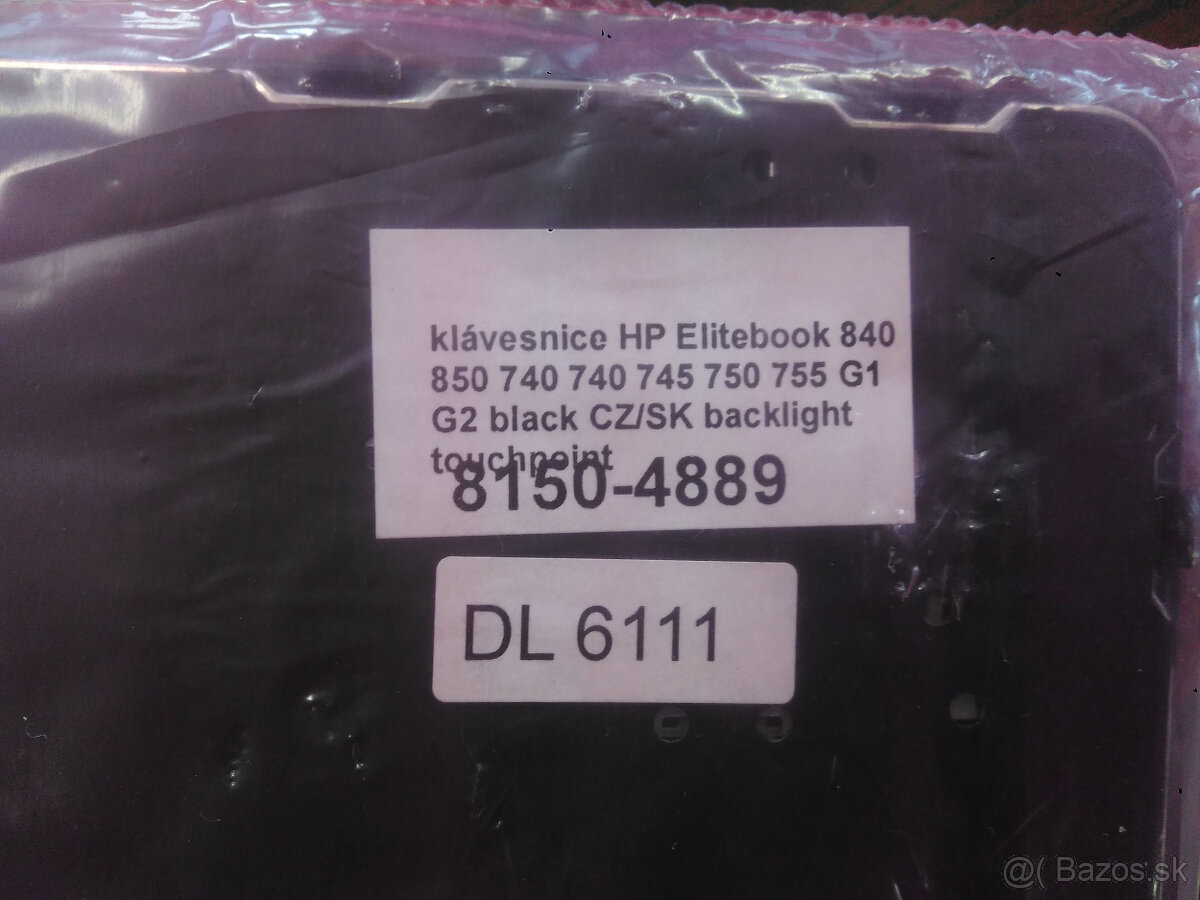 klávesnice HP Elitebook 840
850 740 740 745 750 755 G1
G2 black CZ/SK backlight
touchpoint
8150-4889
DL 6111
@( Bazos.sk